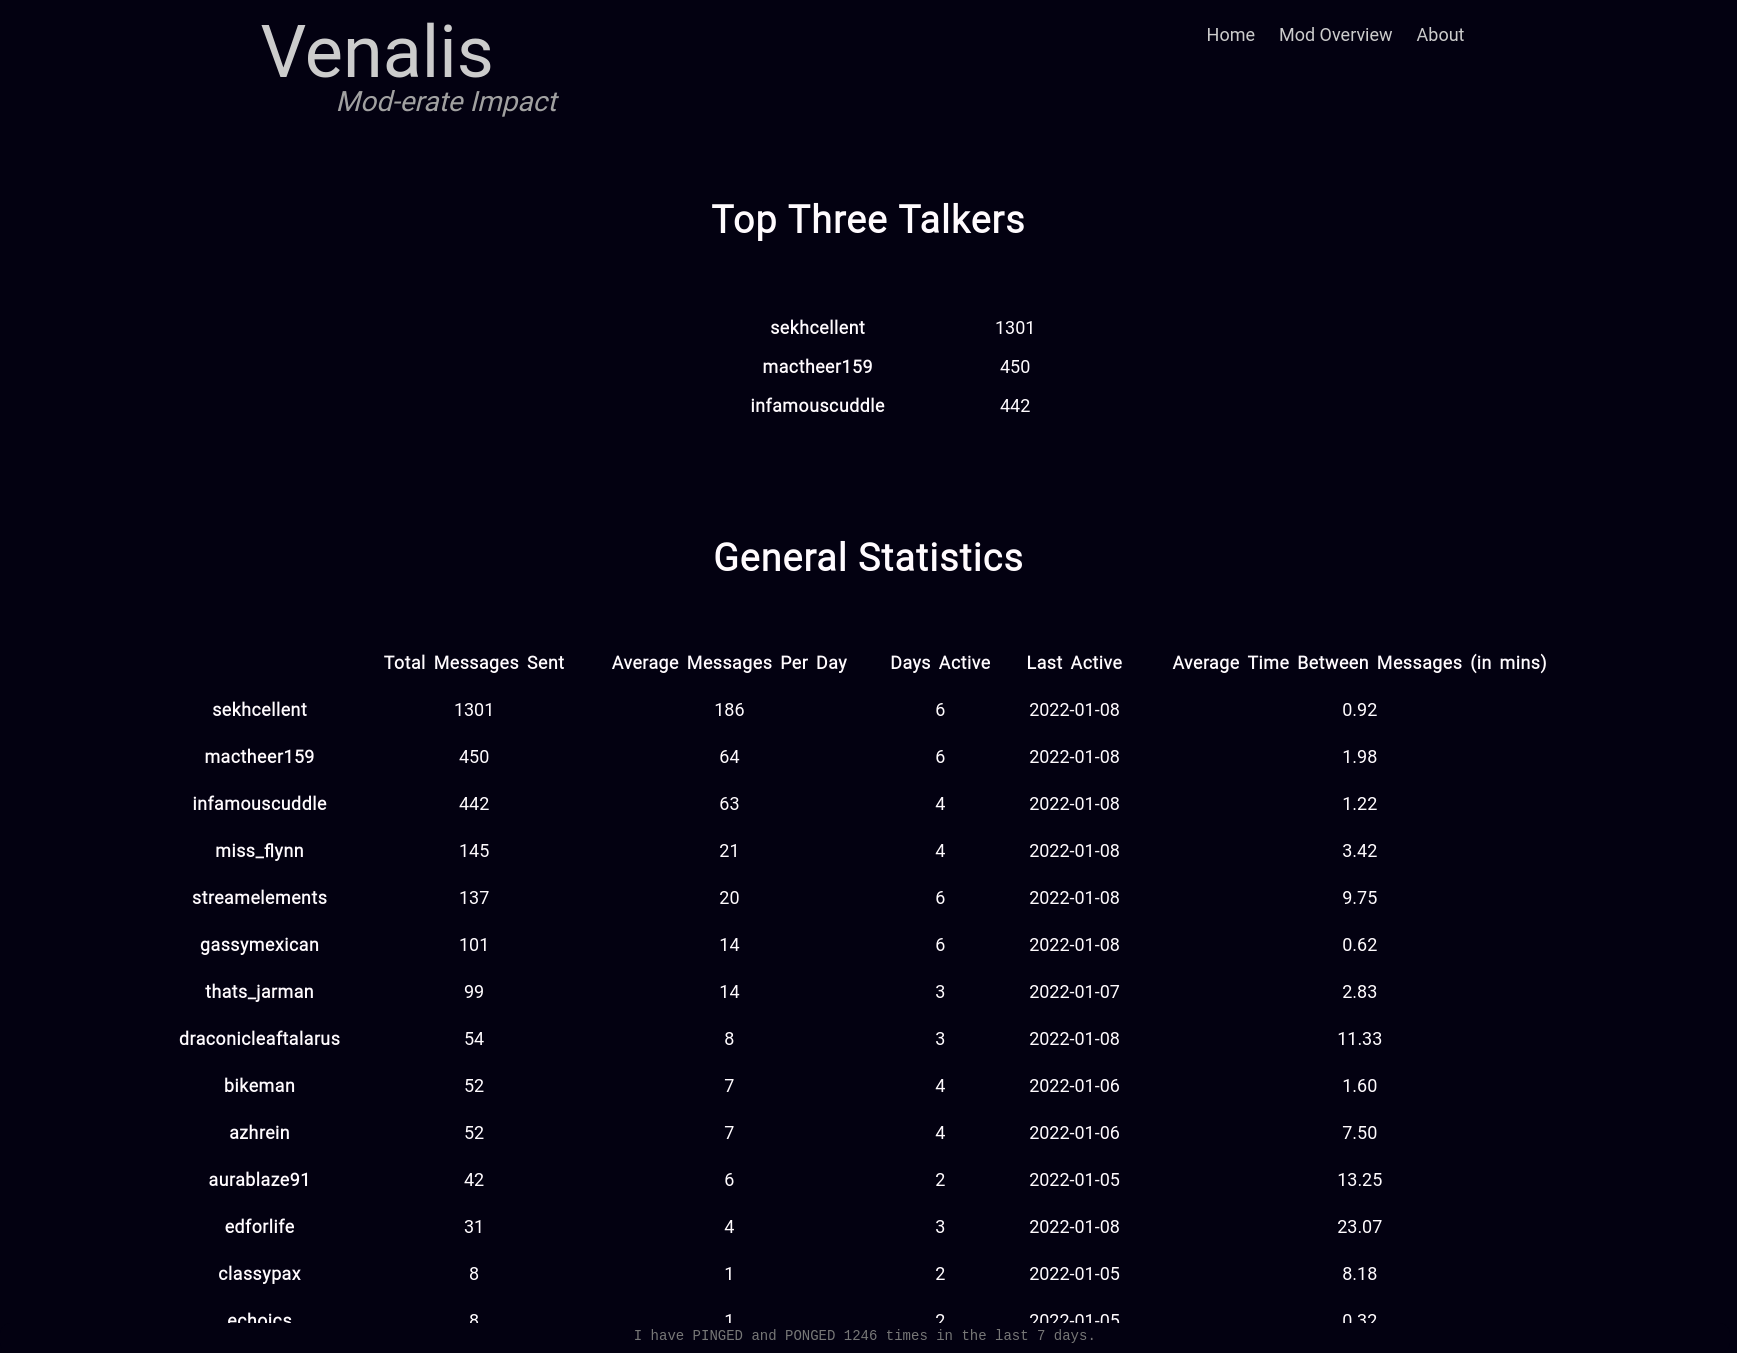 Venalis
Mod-erate Impact
Home Mod Overview About
Top Three Talkers
sekhcellent 1301
mactheer159 450
infamouscuddle 442
General Statistics
Total Messages Sent Average Messages Per Day Days Active Last Active Average Time Between Messages (in mins)
sekhcellent 1301 186 6 2022-01-08 0.92
mactheer159 450 64 6 2022-01-08 1.98
infamouscuddle 442 63 4 2022-01-08 1.22
miss_flynn 145 21 4 2022-01-08 3.42
streamelements 137 20 6 2022-01-08 9.75
gassymexican 101 14 6 2022-01-08 0.62
thats_jarman 99 14 3 2022-01-07 2.83
draconicleaftalarus 54 8 3 2022-01-08 11.33
bikeman 52 7 4 2022-01-06 1.60
azhrein 52 7 4 2022-01-06 7.50
aurablaze91 42 6 2 2022-01-05 13.25
edforlife 31 4 3 2022-01-08 23.07
classypax 8 1 2 2022-01-05 8.18
echoics 8 1 2 2022-01-05 0.32
I have PINGED and PONGED 1246 times in the last 7 days.